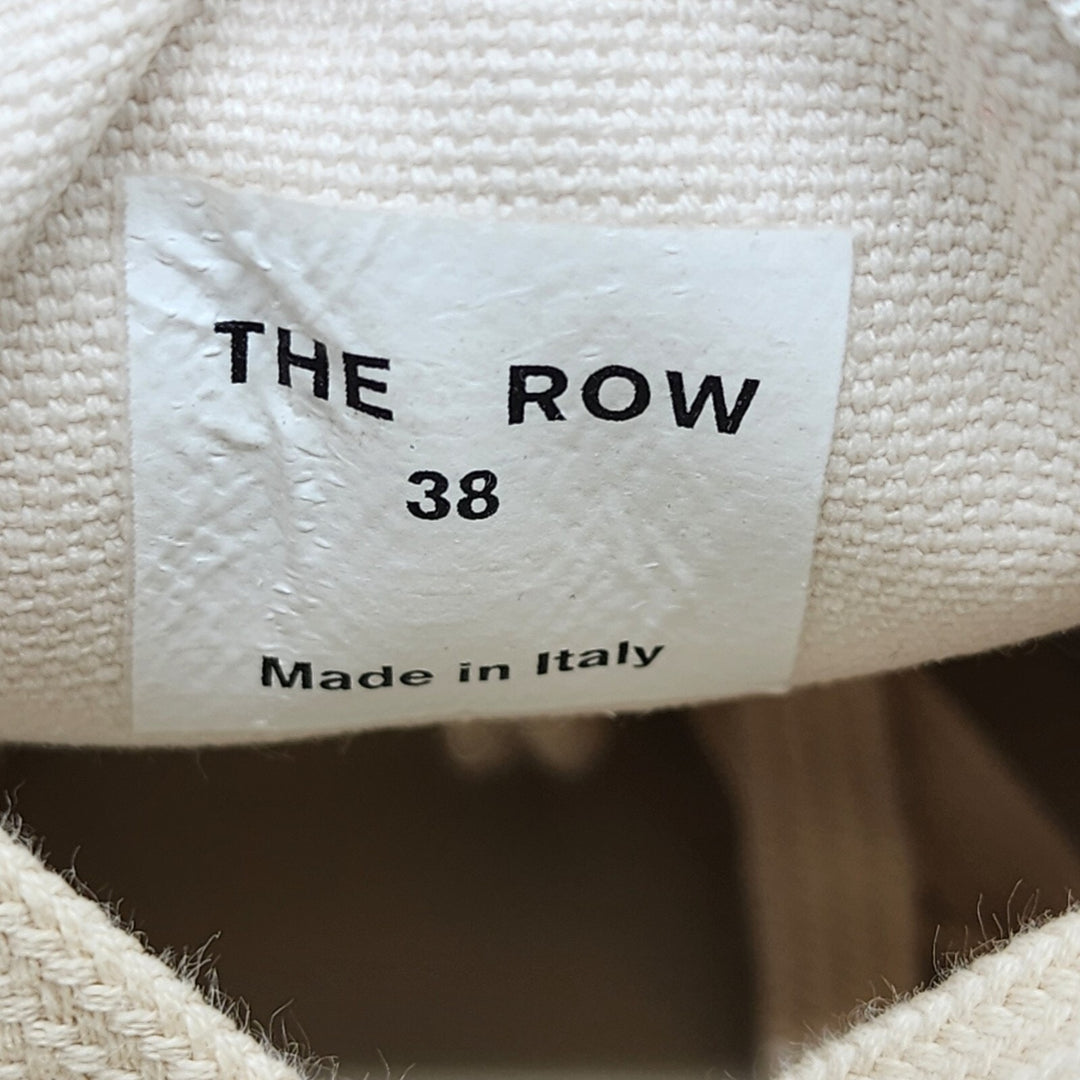 THE ROW
38
Made in Italy